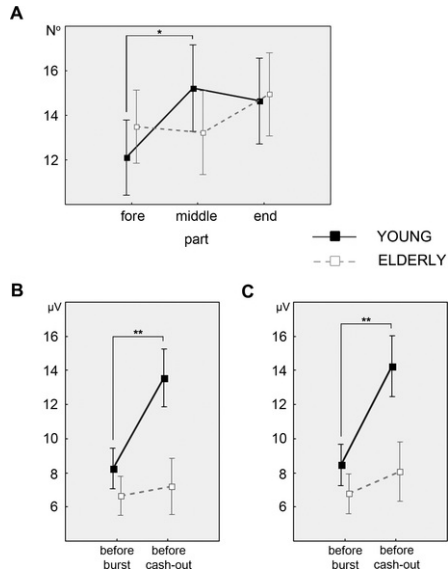 A
Nº
*
16
14
12
fore middle end
part
YOUNG
ELDERLY
B
µV
**
16
14
12
10
8
6
before before
burst cash-out
C
µV
**
16
14
12
10
8
6
before before
burst cash-out